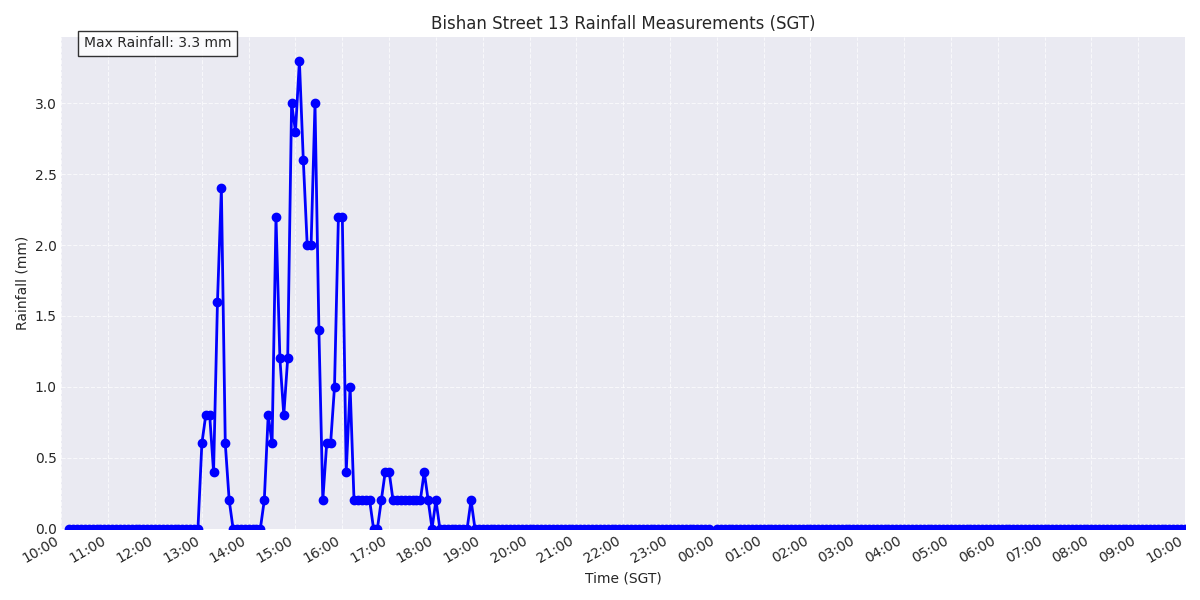 Bishan Street 13 Rainfall Measurements (SGT)
Max Rainfall: 3.3 mm
Rainfall (mm)
3.0
2.5
2.0
1.5
1.0
0.5
0.0
10:00 11:00 12:00 13:00 14:00 15:00 16:00 17:00 18:00 19:00 20:00 21:00 22:00 23:00 00:00 01:00 02:00 03:00 04:00 05:00 06:00 07:00 08:00 09:00 10:00
Time (SGT)